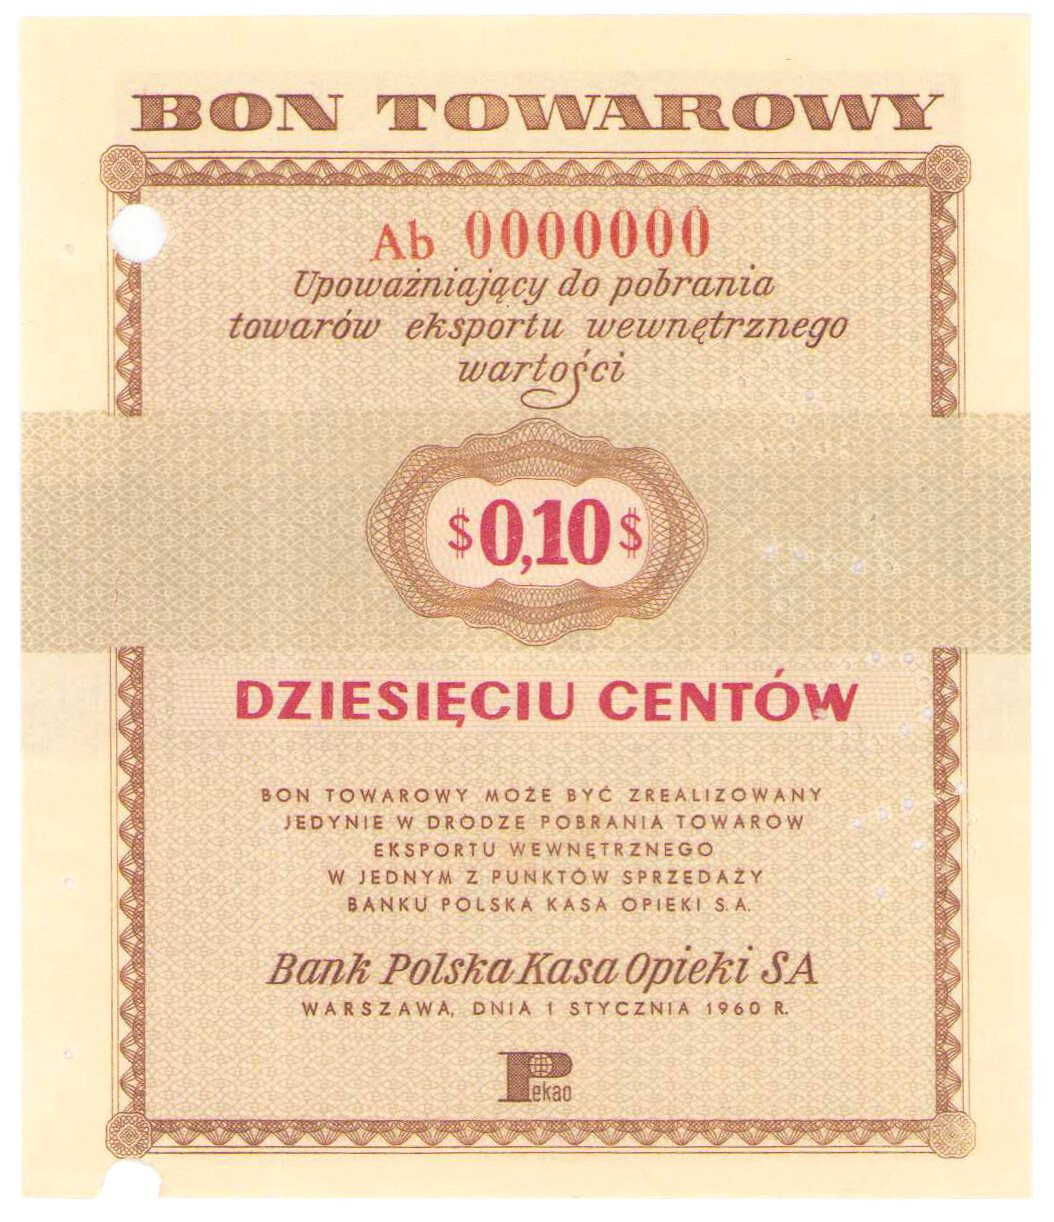 BON TOWAROWY
Ab 0000000
Upoważniający do pobrania
towarów eksportu wewnętrznego
wartości
$0,10$
DZIESIĘCIU CENTÓW
BON TOWAROWY MOŻE BYĆ ZREALIZOWANY
JEDYNIE W DRODZE POBRANIA TOWARÓW
EKSPORTU WEWNĘTRZNEGO
W JEDNYM Z PUNKTÓW SPRZEDAŻY
BANKU POLSKA KASA OPIEKI S.A.
Bank Polska Kasa Opieki SA
WARSZAWA, DNIA 1 STYCZNIA 1960 R.
Pekao